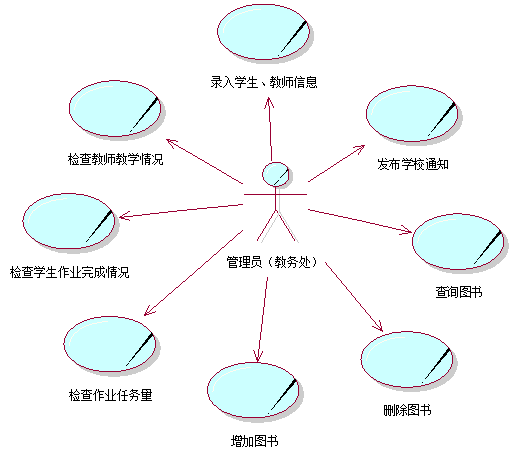 录入学生、教师信息
检查教师教学情况
发布学校通知
管理员（教务处）
检查学生作业完成情况
查询图书
检查作业任务量
删除图书
增加图书